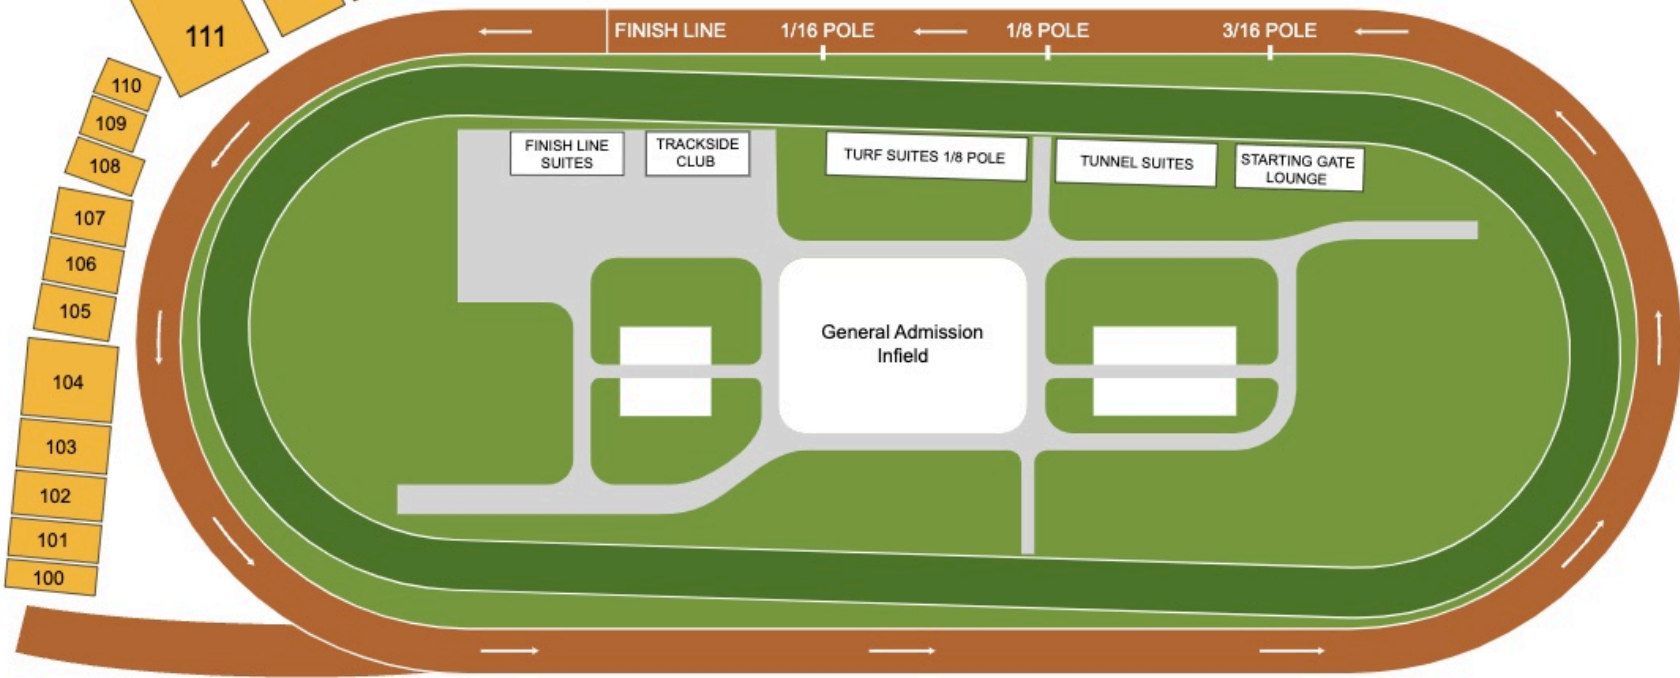 111
FINISH LINE
1/16 POLE
1/8 POLE
3/16 POLE
110
109
108
107
106
105
104
103
102
101
100
FINISH LINE
SUITES
TRACKSIDE
CLUB
TURF SUITES 1/8 POLE
TUNNEL SUITES
STARTING GATE
LOUNGE
General Admission
Infield